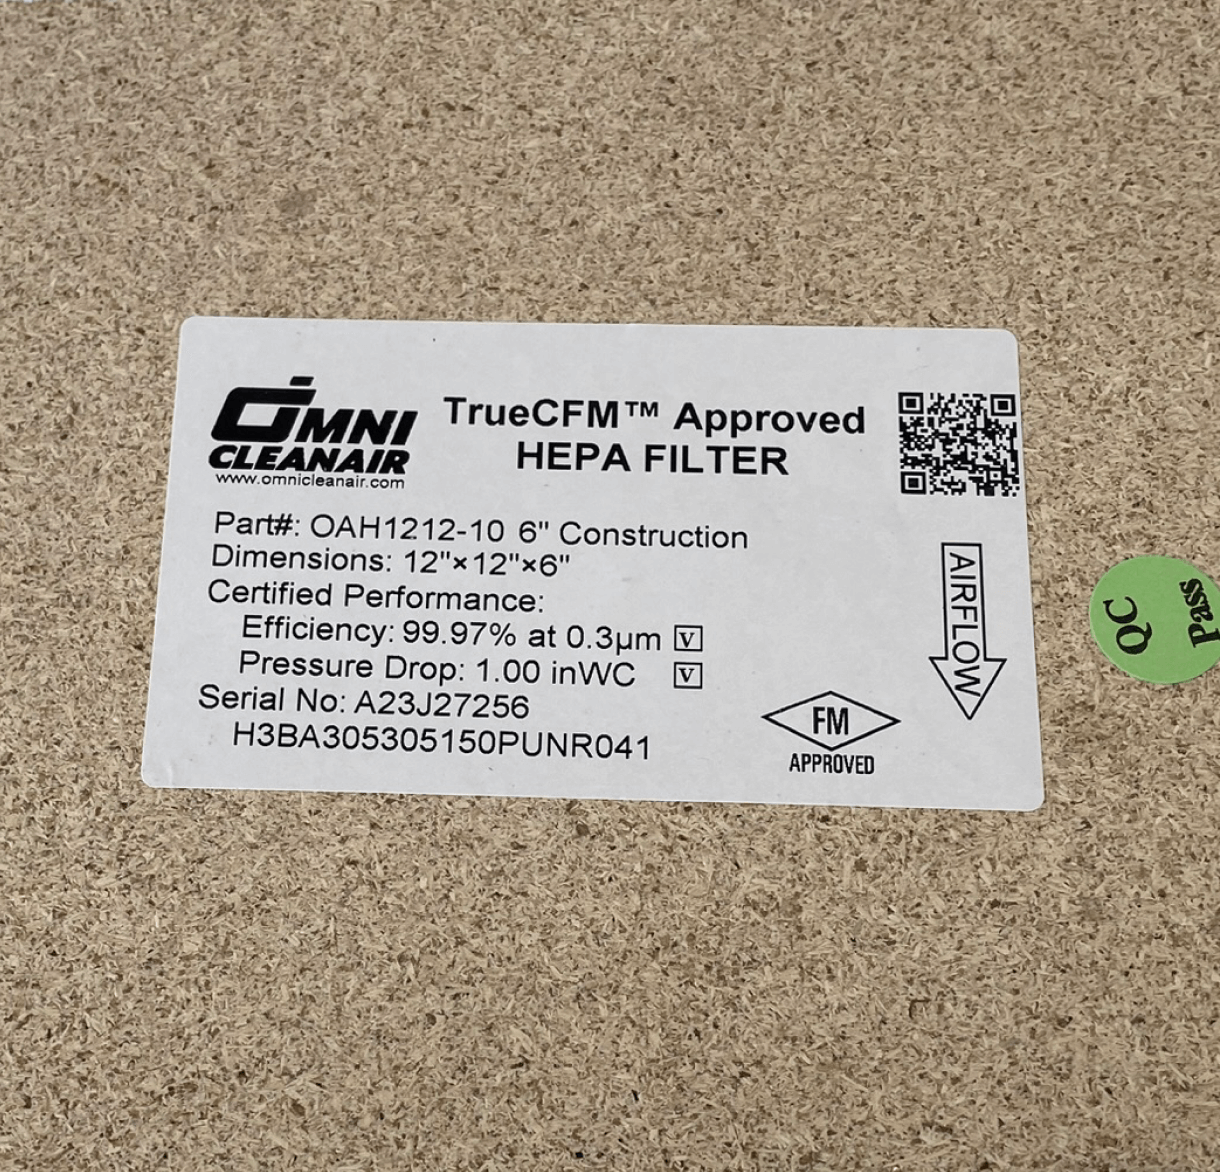 OMNI
CLEANAIR
www.omnicleanair.com
TrueCFM™ Approved
HEPA FILTER
Part#: OAH1212-10 6" Construction
Dimensions: 12"×12"×6"
Certified Performance:
Efficiency: 99.97% at 0.3µm V
Pressure Drop: 1.00 inWC V
Serial No: A23J27256
H3BA305305150PUNR041
FM
APPROVED
AIRFLOW
QC
Pass